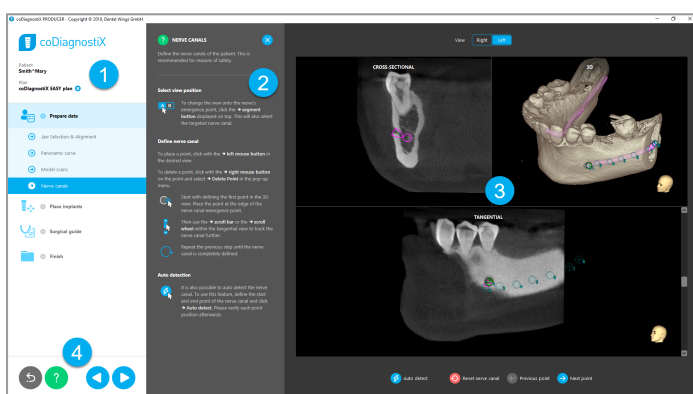 coDiagnostiX PRODUCER - Copyright © 2019, Dental Wings GmbH
coDiagnostiX
Patient
Smith^Mary
Plan
coDiagnostiX EASY plan
1
Prepare data
Jaw Selection & Alignment
Panoramic curve
Model scans
Nerve canals
Place implants
Surgical guide
Finish
4
?
? NERVE CANALS
Define the nerve canals of the patient. This is
recommended for reasons of safety.
2
Select view position
To change the view onto the nerve's
emergence point, click the ➔ segment
button displayed on top. This will also select
the targeted nerve canal.
Define nerve canal
To place a point, click with the ➔ left mouse button in
the desired view.
To delete a point, click with the ➔ right mouse button
on the point and select ➔ Delete Point in the pop-up
menu.
Start with defining the first point in the 3D
view. Place the point at the edge of the
nerve canal emergence point.
Then use the ➔ scroll bar or the ➔ scroll
wheel within the tangential view to track the
nerve canal further.
Repeat the previous step until the nerve
canal is completely defined.
Auto detection
It is also possible to auto detect the nerve
canal. To use this feature, define the start
and end point of the nerve canal and click
➔ Auto detect. Please verify each point
position afterwards.
View Right Left
CROSS-SEQTIONAL
3D
3
TANGENTIAL
Auto detect Reset nerve canal Previous point Next point